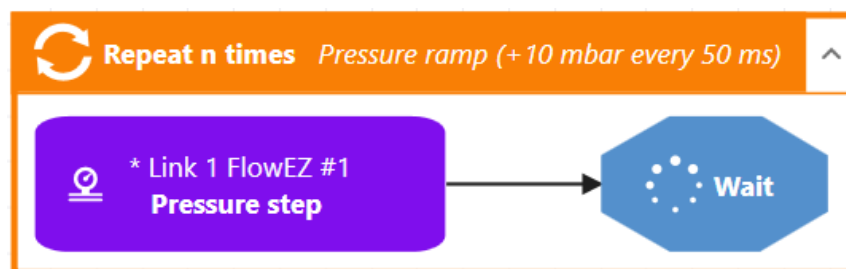 Repeat n times Pressure ramp (+10 mbar every 50 ms)
* Link 1 FlowEZ #1
Pressure step
Wait